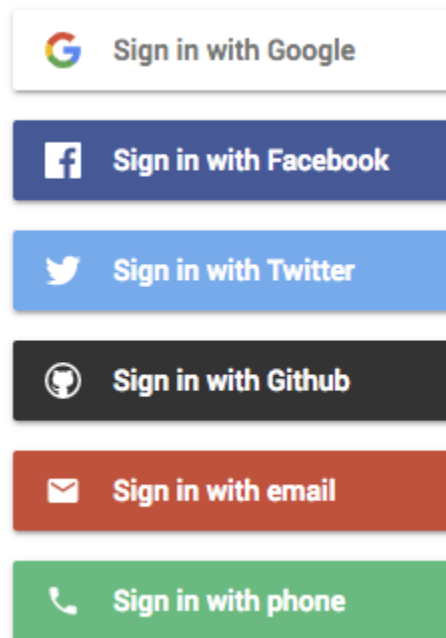 Sign in with Google
Sign in with Facebook
Sign in with Twitter
Sign in with Github
Sign in with email
Sign in with phone